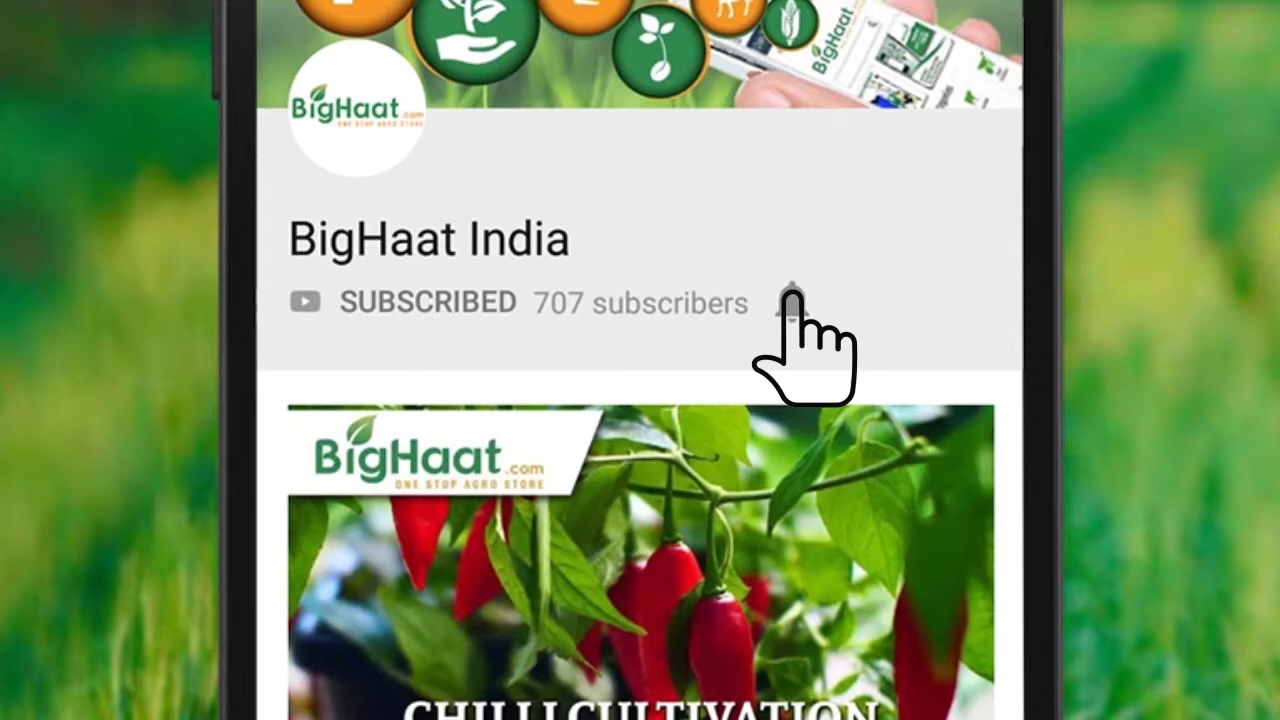 BigHaat
BigHaat.com
ONE STOP AGRO STORE
BigHaat India
SUBSCRIBED 707 subscribers
BigHaat.com
ONE STOP AGRO STORE
CHILLI CULTIVATION